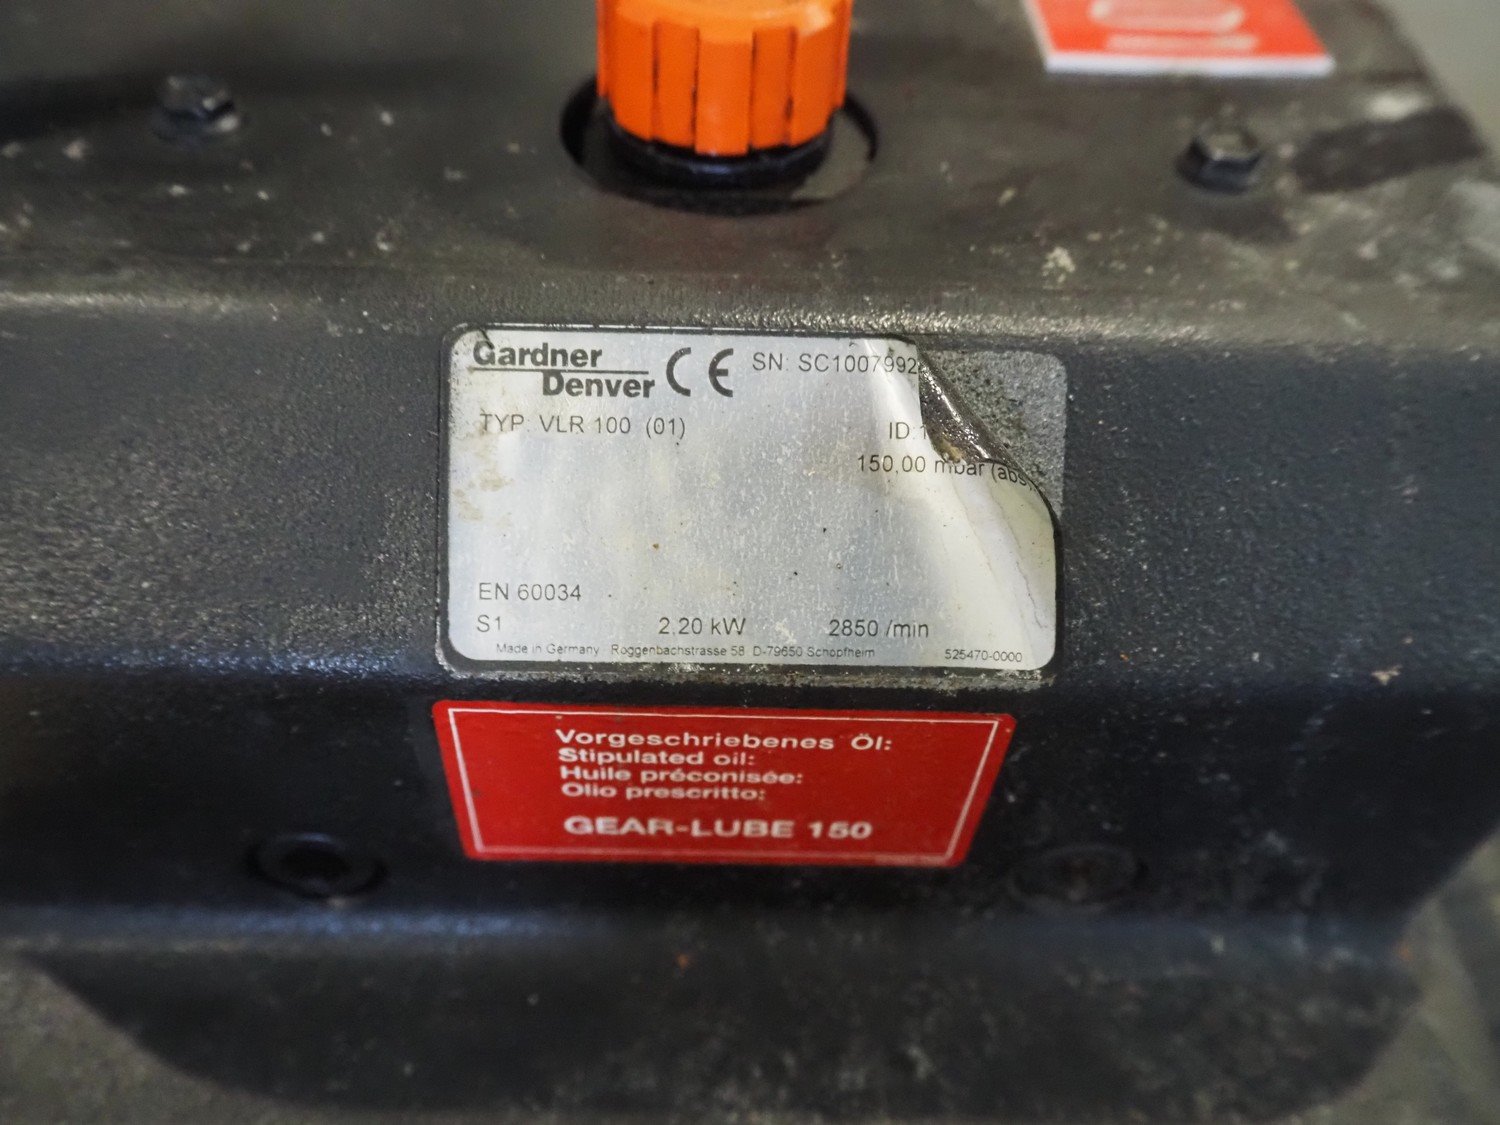 Gardner
Denver CE SN: SC1007992
TYP: VLR 100 (01) ID:
150,00 mbar (abs)
EN 60034
S1 2,20 kW 2850 /min
Made in Germany Roggenbachstrasse 58 D-79650 Schopfheim 525470-0000
Vorgeschriebenes Öl:
Stipulated oil:
Huile préconisée:
Olio prescritto:
GEAR-LUBE 150